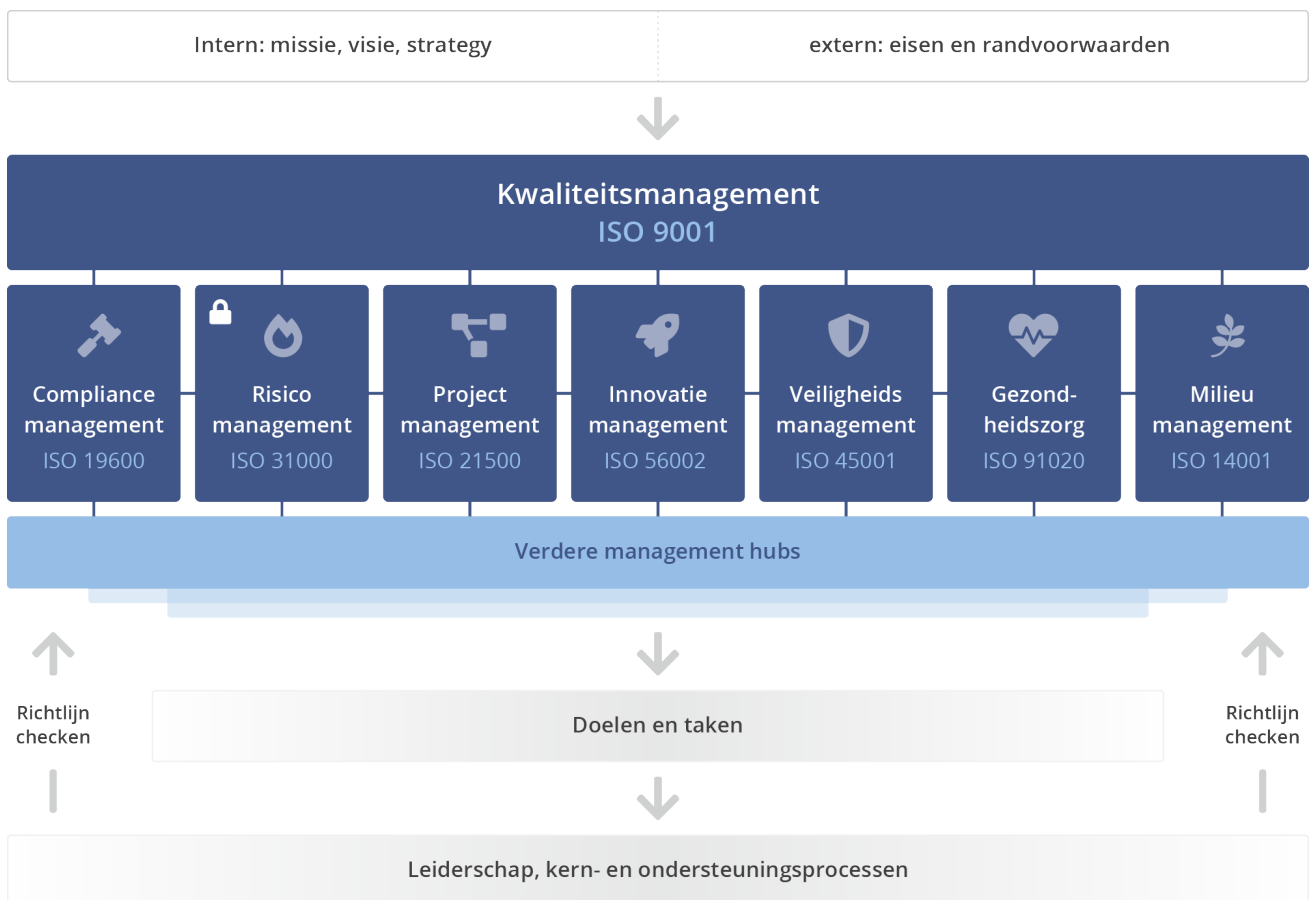 Intern: missie, visie, strategy
extern: eisen en randvoorwaarden
Kwaliteitsmanagement
ISO 9001
Compliance
management
ISO 19600
Risico
management
ISO 31000
Project
management
ISO 21500
Innovatie
management
ISO 56002
Veiligheids
management
ISO 45001
Gezond-
heidszorg
ISO 91020
Milieu
management
ISO 14001
Verdere management hubs
Richtlijn
checken
Doelen en taken
Richtlijn
checken
Leiderschap, kern- en ondersteuningsprocessen